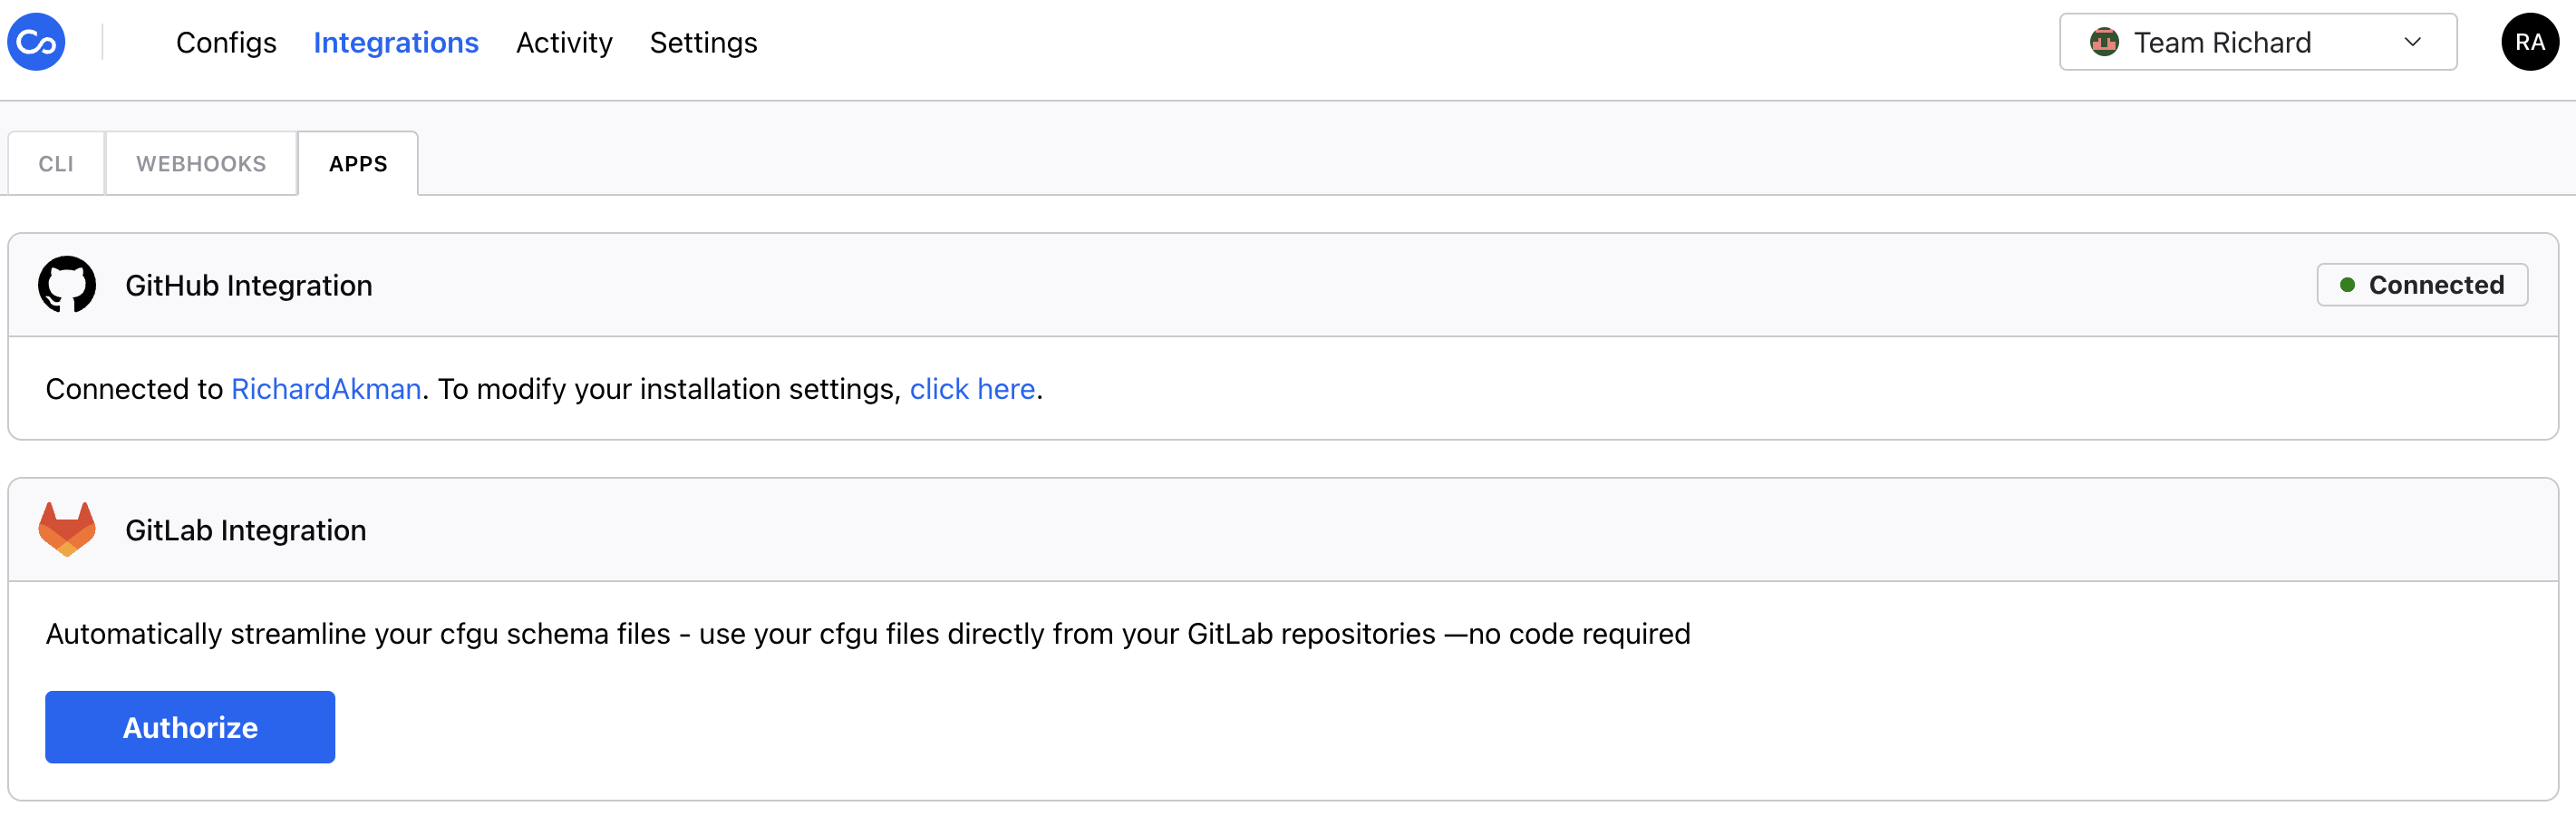 Configs Integrations Activity Settings Team Richard RA
CLI WEBHOOKS APPS
GitHub Integration Connected
Connected to RichardAkman. To modify your installation settings, click here.
GitLab Integration
Automatically streamline your cfgu schema files - use your cfgu files directly from your GitLab repositories —no code required
Authorize